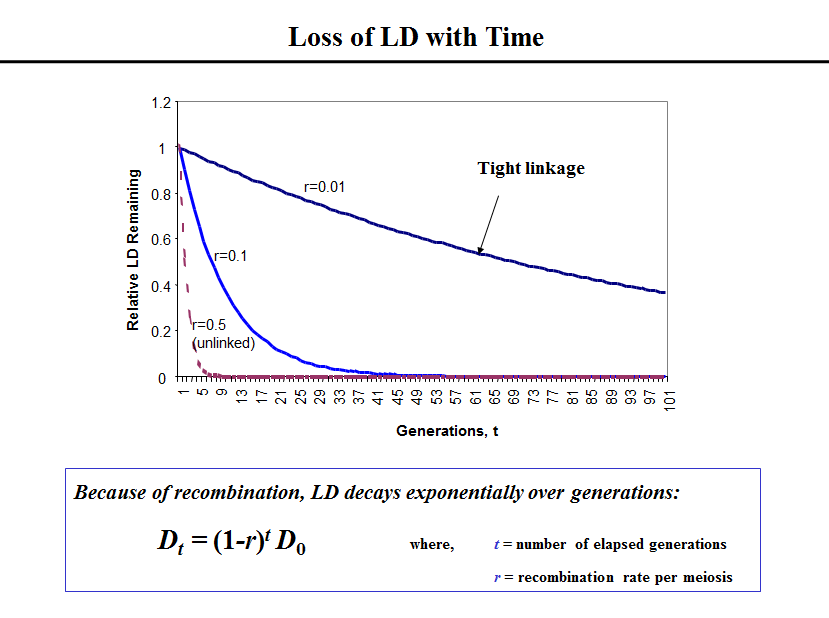 Loss of LD with Time
1.2
1
0.8
0.6
0.4
0.2
0
Relative LD Remaining
Tight linkage
r=0.01
r=0.1
r=0.5
(unlinked)
1 5 9 13 17 21 25 29 33 37 41 45 49 53 57 61 65 69 73 77 81 85 89 93 97 101
Generations, t
Because of recombination, LD decays exponentially over generations:
Dₜ = (1-r)ᵗ D₀ where, t = number of elapsed generations
r = recombination rate per meiosis